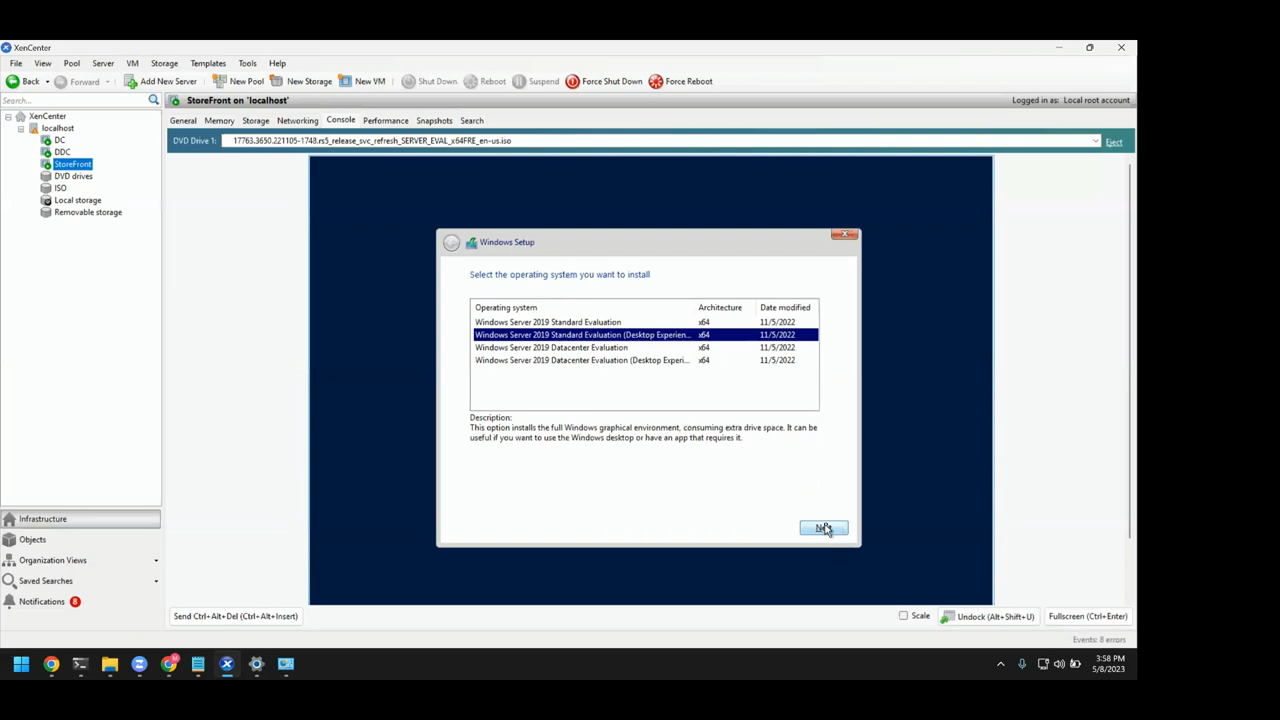 XenCenter
File View Pool Server VM Storage Templates Tools Help
Back Forward Add New Server New Pool New Storage New VM Shut Down Reboot Suspend Force Shut Down Force Reboot
Search...
StoreFront on 'localhost'
Logged in as: Local root account
XenCenter
localhost
DC
DDC
StoreFront
DVD drives
ISO
Local storage
Removable storage
General Memory Storage Networking Console Performance Snapshots Search
DVD Drive 1: 17763.3650.221105-1748.rs5_release_svc_refresh_SERVER_EVAL_x64FRE_en-us.iso Eject
Windows Setup
Select the operating system you want to install
Operating system Architecture Date modified
Windows Server 2019 Standard Evaluation x64 11/5/2022
Windows Server 2019 Standard Evaluation (Desktop Experien... x64 11/5/2022
Windows Server 2019 Datacenter Evaluation x64 11/5/2022
Windows Server 2019 Datacenter Evaluation (Desktop Experi... x64 11/5/2022
Description:
This option installs the full Windows graphical environment, consuming extra drive space. It can be
useful if you want to use the Windows desktop or have an app that requires it.
Infrastructure
Objects
Organization Views
Saved Searches
Notifications 8
Send Ctrl+Alt+Del (Ctrl+Alt+Insert) Scale Undock (Alt+Shift+U) Fullscreen (Ctrl+Enter)
Events: 8 errors
3:58 PM
5/8/2023